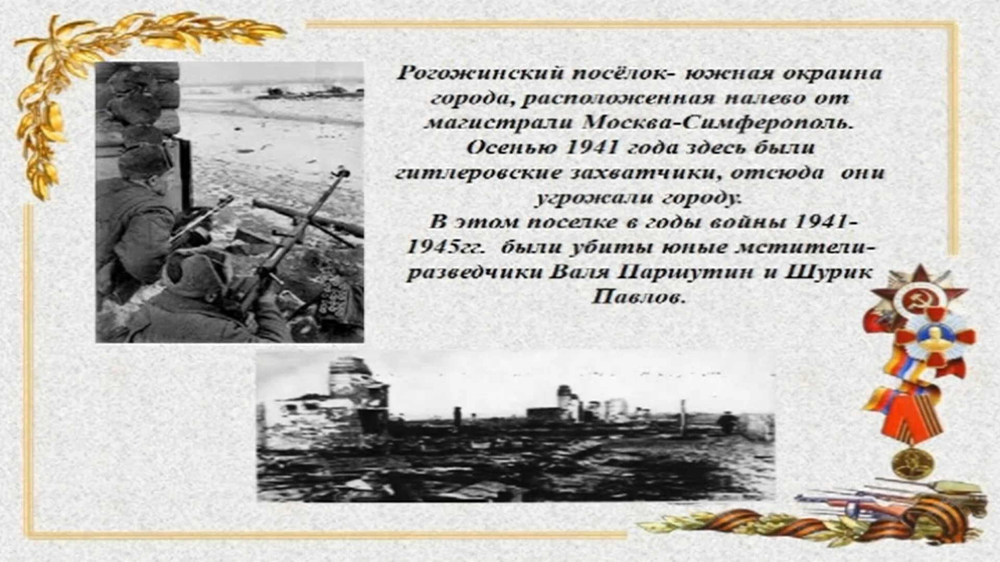 Рогожинский посёлок- южная окраина
города, расположенная налево от
магистрали Москва-Симферополь.
Осенью 1941 года здесь были
гитлеровские захватчики, отсюда они
угрожали городу.
В этом поселке в годы войны 1941-
1945гг. были убиты юные мстители-
разведчики Валя Паршутин и Шурик
Павлов.